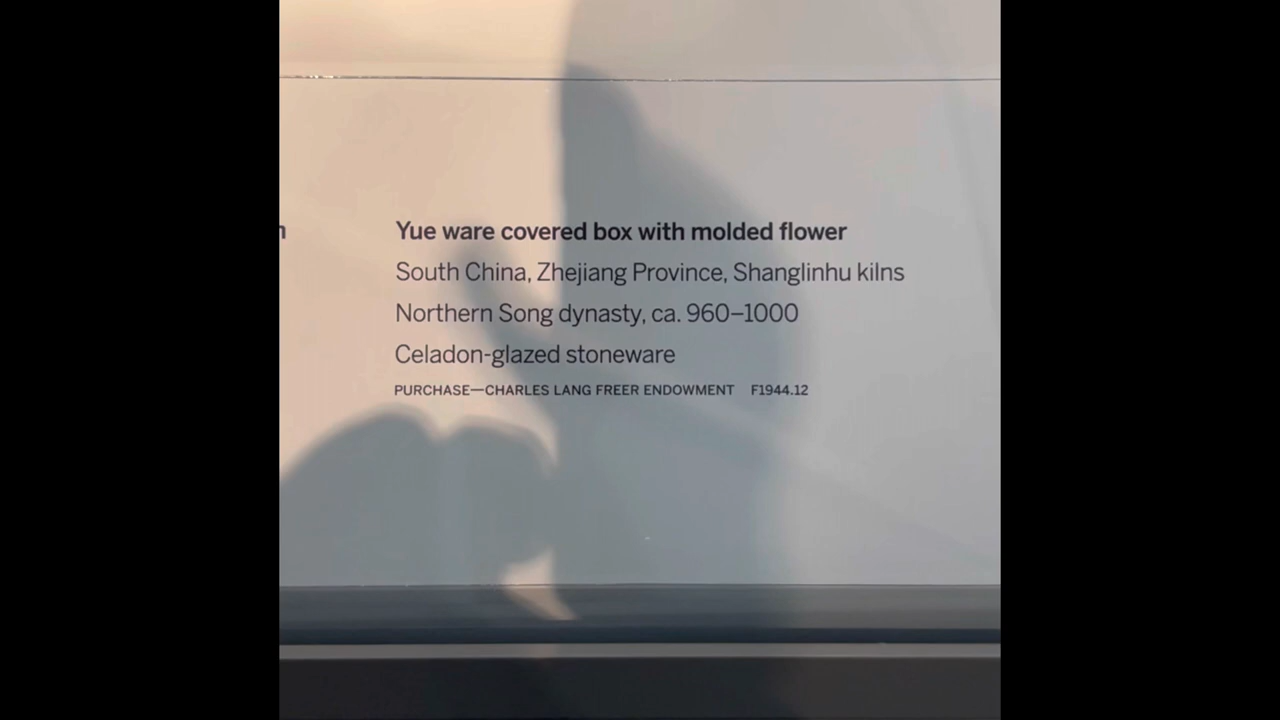 Yue ware covered box with molded flower
South China, Zhejiang Province, Shanglinhu kilns
Northern Song dynasty, ca. 960–1000
Celadon-glazed stoneware
PURCHASE—CHARLES LANG FREER ENDOWMENT F1944.12